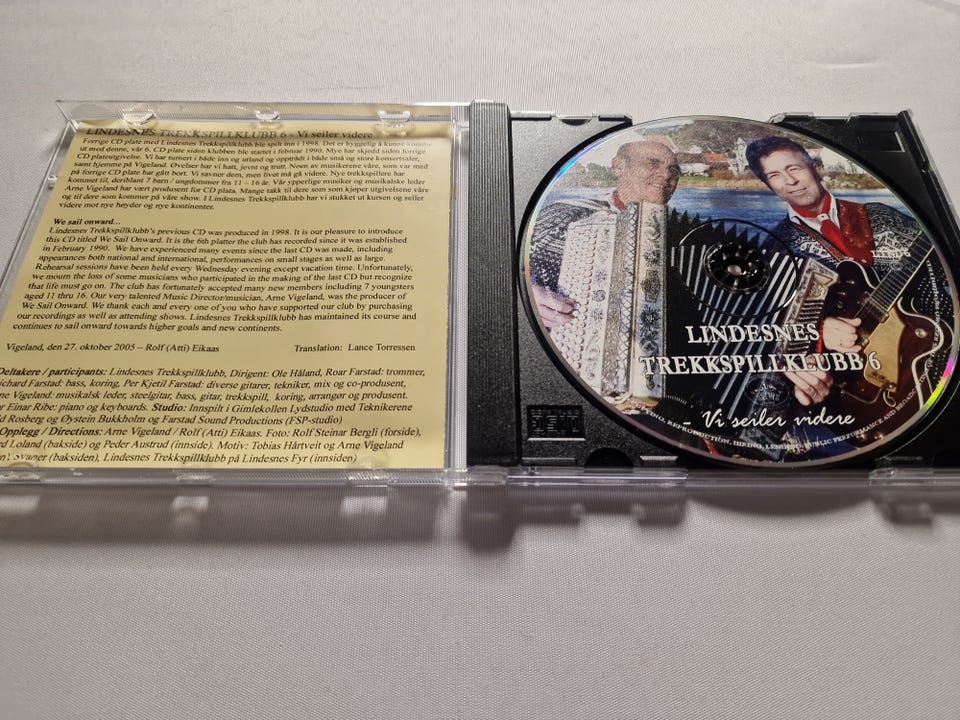 LINDESNES TREKKSPILLKLUBB 6 - Vi seiler videre
Forrige CD plate med Lindesnes Trekkspillklubb ble spilt inn i 1998. Det er hyggelig å kunne komme
ut med denne, vår 6. CD plate siden klubben ble startet i februar 1990. Mye har skjedd siden forrige
CD plateutgivelse. Vi har turnert i både inn og utland og opptrådt i både små og store konsertsaler,
samt hjemme på Vigeland. Øvelser har vi hatt, jevnt og trutt. Noen av musikerene våre, som var med
på forrige CD plate har gått bort. Vi savner dem, men livet må gå videre. Nye trekkspillere har
kommet til, deriblant 7 barn / ungdommer fra 11 – 16 år. Vår ypperlige musiker og musikalske leder
Arne Vigeland har vært produsent for CD plata. Mange takk til dere som som kjøper utgivelsene våre
og til dere som kommer på våre show. I Lindesnes Trekkspillklubb har vi stukket ut kursen og seiler
videre mot nye høyder og nye kontinenter.
We sail onward...
Lindesnes Trekkspillklubb's previous CD was produced in 1998. It is our pleasure to introduce
this CD titled We Sail Onward. It is the 6th platter the club has recorded since it was established
in February 1990. We have experienced many events since the last CD was made, including
appearances both national and international, performances on small stages as well as large.
Rehearsal sessions have been held every Wednesday evening except vacation time. Unfortunately,
we mourn the loss of some musicians who participated in the making of the last CD but recognize
that life must go on. The club has fortunately accepted many new members including 7 youngsters
aged 11 thru 16. Our very talented Music Director/musician, Arne Vigeland, was the producer of
We Sail Onward. We thank each and every one of you who have supported our club by purchasing
our recordings as well as attending shows. Lindesnes Trekkspillklubb has maintained its course and
continues to sail onward towards higher goals and new continents.
Vigeland, den 27. oktober 2005 – Rolf (Atti) Eikaas Translation: Lance Torressen
Deltakere / participants: Lindesnes Trekkspillklubb, Dirigent: Ole Håland, Roar Farstad: trommer,
ichard Farstad: bass, koring, Per Kjetil Farstad: diverse gitarer, tekniker, mix og co-produsent,
ne Vigeland: musikalsk leder, steelgitar, bass, gitar, trekkspill, koring, arrangør og produsent.
r Einar Ribe: piano og keyboards. Studio: Innspilt i Gimlekollen Lydstudio med Teknikerene
d Rosberg og Øystein Bukkholm og Farstad Sound Productions (FSP-studio)
Opplegg / Directions: Arne Vigeland / Rolf (Atti) Eikaas. Foto: Rolf Steinar Bergli (forside),
rd Loland (bakside) og Peder Austrud (innside). Motiv: Tobias Hårtveit og Arne Vigeland
Svaner (baksiden), Lindesnes Trekkspillklubb på Lindesnes Fyr (innsiden)
LINDESNES
TREKKSPILLKLUBB 6
- Vi seiler videre
REPRODUCTION, HIRING, LENDING, PUBLIC PERFORMANCE AND